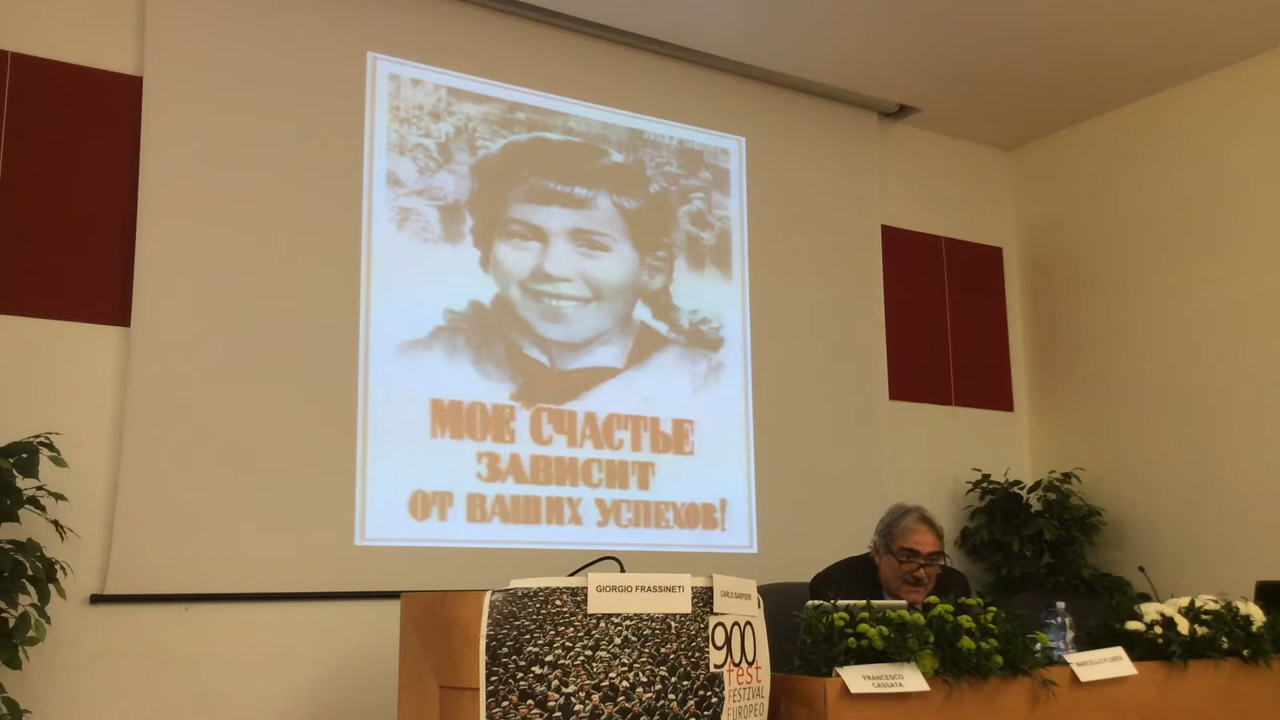 МОЕ СЧАСТЬЕ
ЗАВИСИТ
ОТ ВАШИХ УСПЕХОВ!
GIORGIO FRASSINETI
CARLO SARPIERI
900
fest
FESTIVAL
EUROPEO
FRANCESCO
CASSATA
MARCELLO FLORES